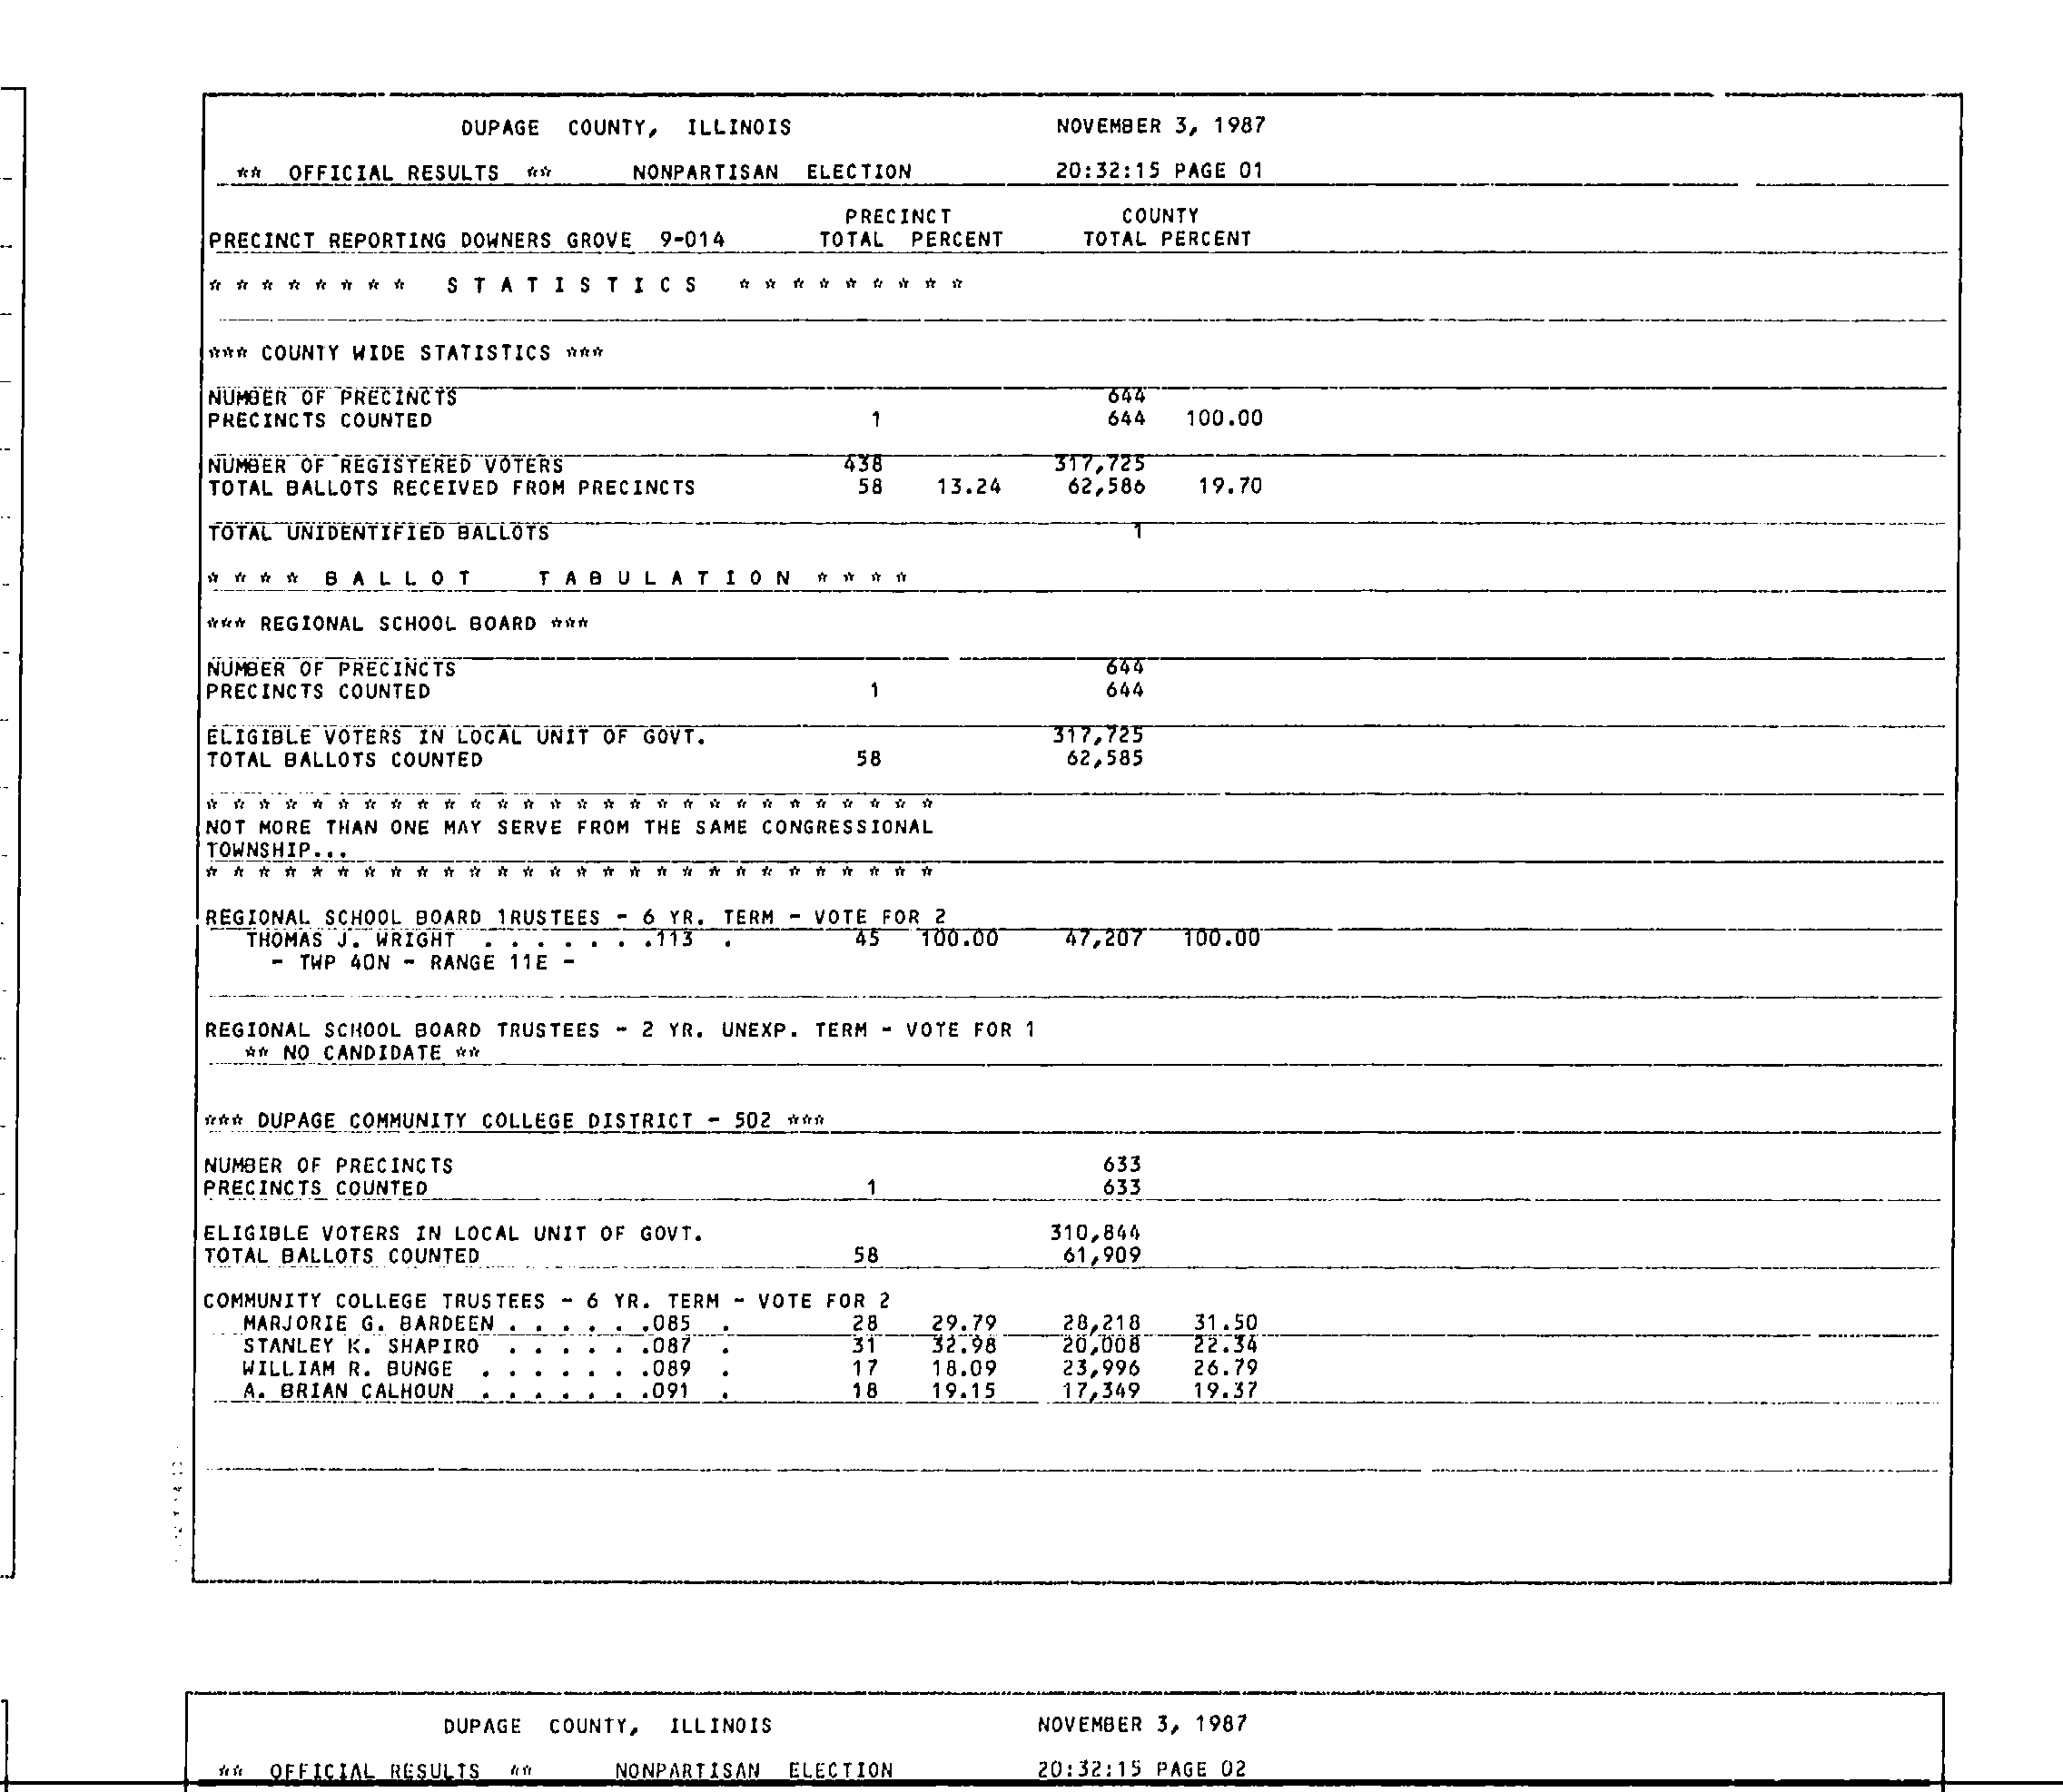 DUPAGE COUNTY, ILLINOIS NOVEMBER 3, 1987
** OFFICIAL RESULTS ** NONPARTISAN ELECTION 20:32:15 PAGE 01
PRECINCT COUNTY
PRECINCT REPORTING DOWNERS GROVE 9-014 TOTAL PERCENT TOTAL PERCENT
* * * * * * * * S T A T I S T I C S * * * * * * * * *
*** COUNTY WIDE STATISTICS ***
NUMBER OF PRECINCTS 644
PRECINCTS COUNTED 1 644 100.00
NUMBER OF REGISTERED VOTERS 438 317,725
TOTAL BALLOTS RECEIVED FROM PRECINCTS 58 13.24 62,586 19.70
TOTAL UNIDENTIFIED BALLOTS 1
* * * * B A L L O T T A B U L A T I O N * * * *
*** REGIONAL SCHOOL BOARD ***
NUMBER OF PRECINCTS 644
PRECINCTS COUNTED 1 644
ELIGIBLE VOTERS IN LOCAL UNIT OF GOVT. 317,725
TOTAL BALLOTS COUNTED 58 62,585
* * * * * * * * * * * * * * * * * * * * * * * * * * * *
NOT MORE THAN ONE MAY SERVE FROM THE SAME CONGRESSIONAL
TOWNSHIP...
* * * * * * * * * * * * * * * * * * * * * * * * * * * *
REGIONAL SCHOOL BOARD TRUSTEES - 6 YR. TERM - VOTE FOR 2
THOMAS J. WRIGHT . . . . . . .113 . 45 100.00 47,207 100.00
- TWP 40N - RANGE 11E -
REGIONAL SCHOOL BOARD TRUSTEES - 2 YR. UNEXP. TERM - VOTE FOR 1
** NO CANDIDATE **
*** DUPAGE COMMUNITY COLLEGE DISTRICT - 502 ***
NUMBER OF PRECINCTS 633
PRECINCTS COUNTED 1 633
ELIGIBLE VOTERS IN LOCAL UNIT OF GOVT. 310,844
TOTAL BALLOTS COUNTED 58 61,909
COMMUNITY COLLEGE TRUSTEES - 6 YR. TERM - VOTE FOR 2
MARJORIE G. BARDEEN . . . . . .085 . 28 29.79 28,218 31.50
STANLEY K. SHAPIRO . . . . . .087 . 31 32.98 20,008 22.34
WILLIAM R. BUNGE . . . . . . .089 . 17 18.09 23,996 26.79
A. BRIAN CALHOUN . . . . . . .091 . 18 19.15 17,349 19.37
DUPAGE COUNTY, ILLINOIS NOVEMBER 3, 1987
** OFFICIAL RESULTS ** NONPARTISAN ELECTION 20:32:15 PAGE 02